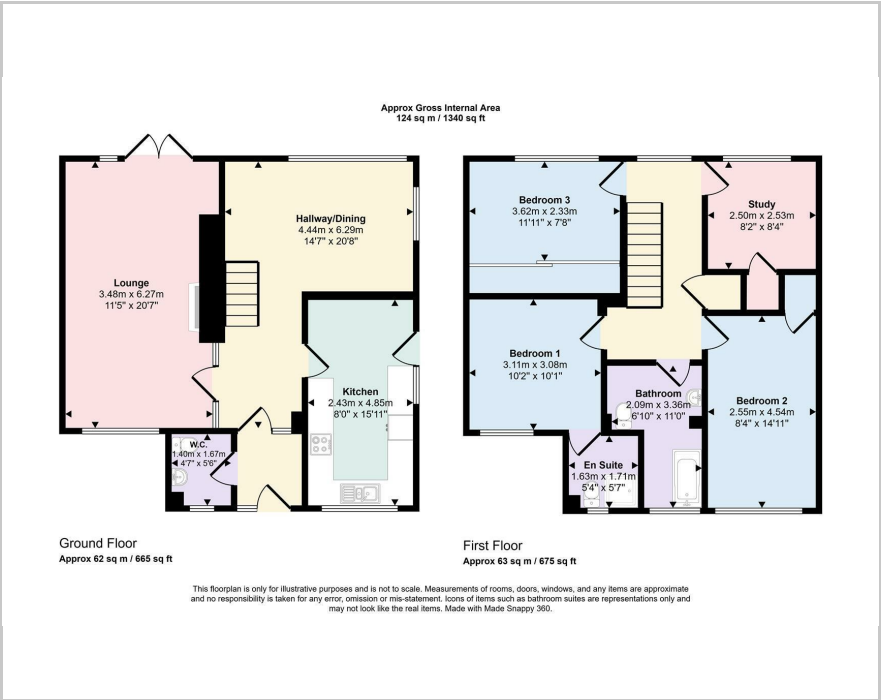 Approx Gross Internal Area
124 sq m / 1340 sq ft
Lounge
3.48m x 6.27m
11'5" x 20'7"
Hallway/Dining
4.44m x 6.29m
14'7" x 20'8"
Kitchen
2.43m x 4.85m
8'0" x 15'11"
W.C.
1.40m x 1.67m
4'7" x 5'6"
Ground Floor
Approx 62 sq m / 665 sq ft
Bedroom 3
3.62m x 2.33m
11'11" x 7'8"
Study
2.50m x 2.53m
8'2" x 8'4"
Bedroom 1
3.11m x 3.08m
10'2" x 10'1"
Bathroom
2.09m x 3.36m
6'10" x 11'0"
Bedroom 2
2.55m x 4.54m
8'4" x 14'11"
En Suite
1.63m x 1.71m
5'4" x 5'7"
First Floor
Approx 63 sq m / 675 sq ft
This floorplan is only for illustrative purposes and is not to scale. Measurements of rooms, doors, windows, and any items are approximate
and no responsibility is taken for any error, omission or mis-statement. Icons of items such as bathroom suites are representations only and
may not look like the real items. Made with Made Snappy 360.